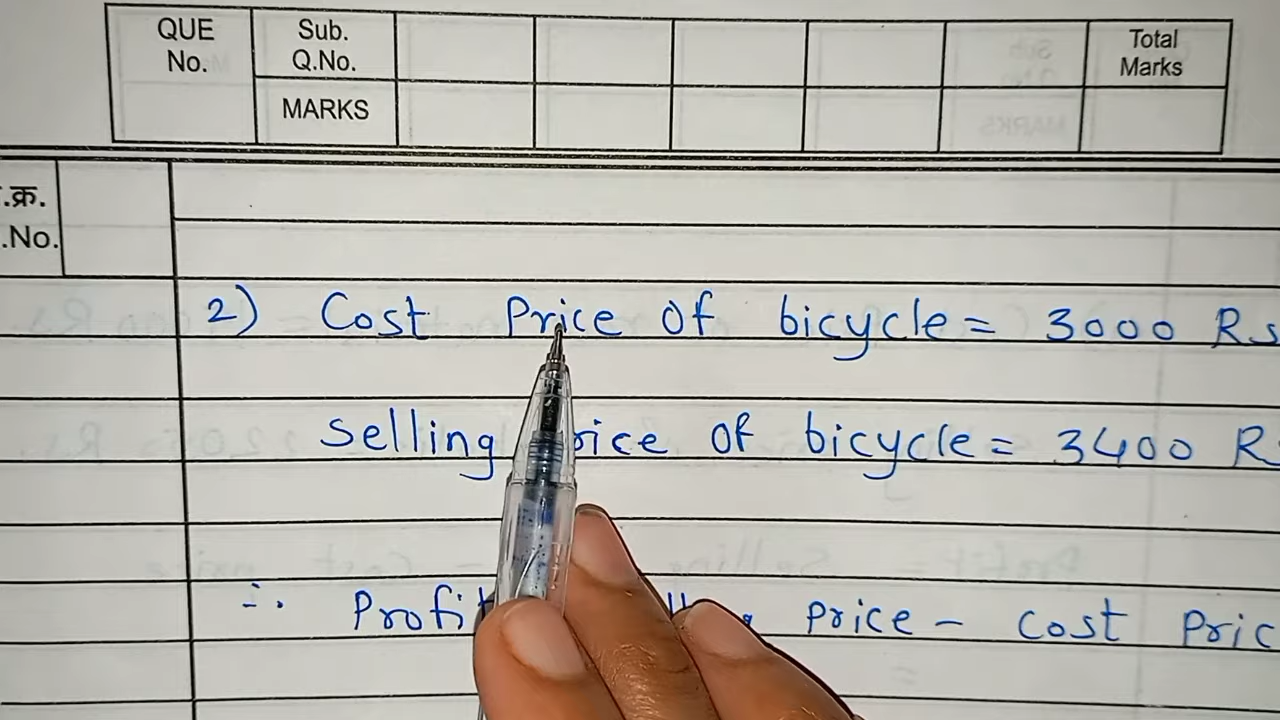 QUE No. Sub. Q.No. Total Marks
MARKS
.क्र.
.No.
2) Cost Price Of bicycle = 3000 Rs
Selling rice Of bicycle = 3400 R
∴ Profit Price - Cost Pric
=